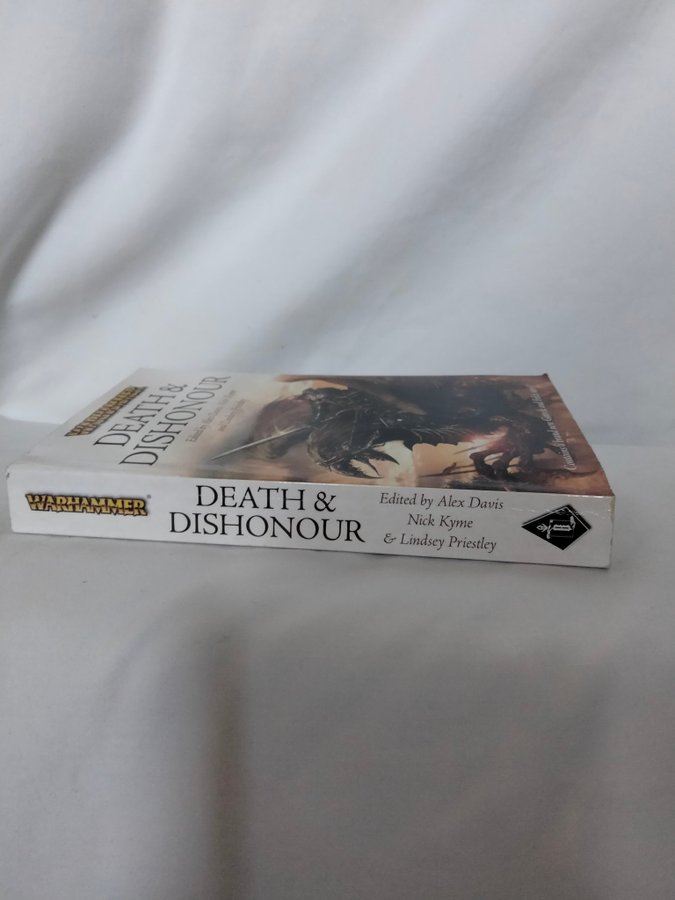 WARHAMMER
DEATH &
DISHONOUR
WARHAMMER®
DEATH &
DISHONOUR
Edited by Alex Davis
Nick Kyme
& Lindsey Priestley